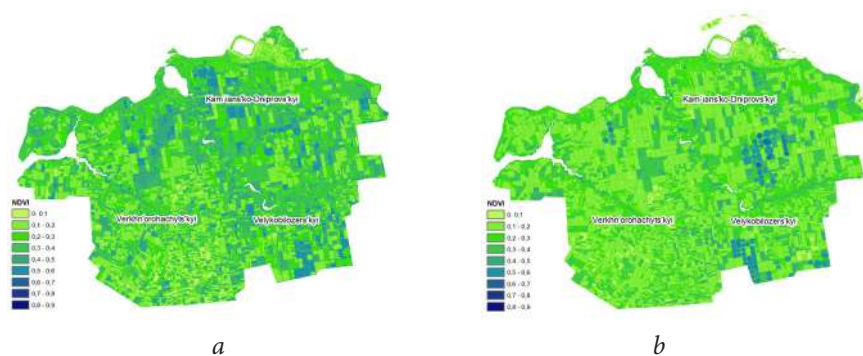 Kam'ians'ko-Dniprovs'kyi
Verkhn'orohachyts'kyi
Velykobilozers'kyi
NDVI
0 - 0,1
0,1 - 0,2
0,2 - 0,3
0,3 - 0,4
0,4 - 0,5
0,5 - 0,6
0,6 - 0,7
0,7 - 0,8
0,8 - 0,9
a
Kam'ians'ko-Dniprovs'kyi
Verkhn'orohachyts'kyi
Velykobilozers'kyi
NDVI
0 - 0,1
0,1 - 0,2
0,2 - 0,3
0,3 - 0,4
0,4 - 0,5
0,5 - 0,6
0,6 - 0,7
0,7 - 0,8
0,8 - 0,9
b